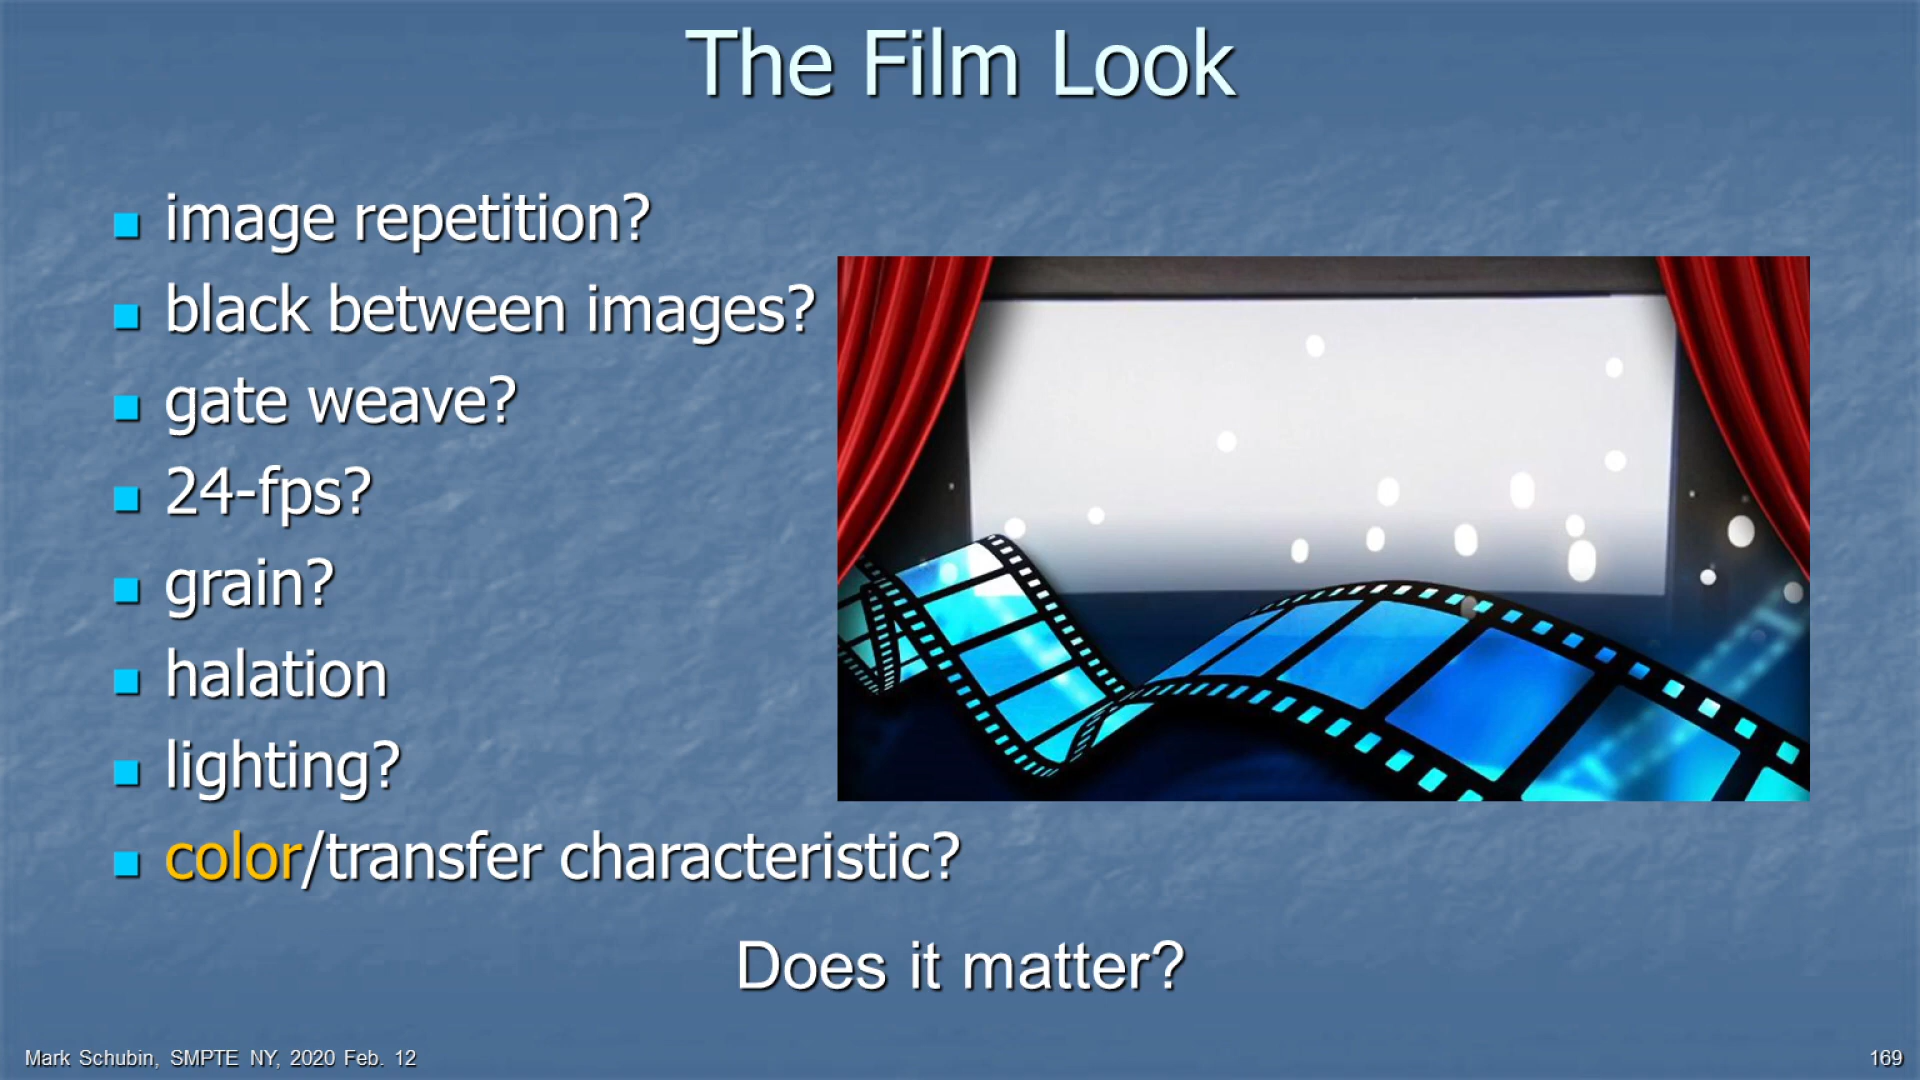 The Film Look
image repetition?
black between images?
gate weave?
24-fps?
grain?
halation
lighting?
color/transfer characteristic?
Does it matter?
Mark Schubin, SMPTE NY, 2020 Feb. 12
169